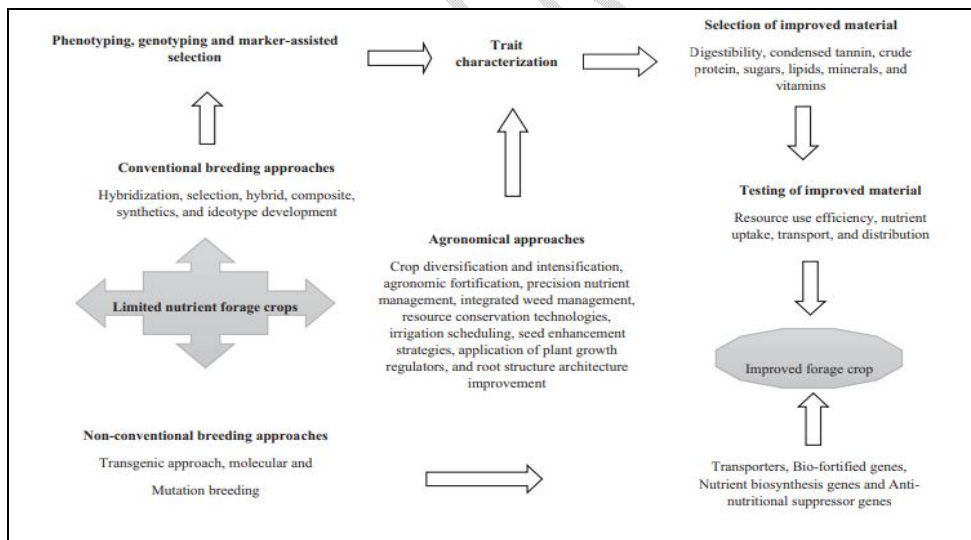 Phenotyping, genotyping and marker-assisted
selection
Trait
characterization
Selection of improved material
Digestibility, condensed tannin, crude
protein, sugars, lipids, minerals, and
vitamins
Conventional breeding approaches
Hybridization, selection, hybrid, composite,
synthetics, and ideotype development
Testing of improved material
Resource use efficiency, nutrient
uptake, transport, and distribution
Limited nutrient forage crops
Agronomical approaches
Crop diversification and intensification,
agronomic fortification, precision nutrient
management, integrated weed management,
resource conservation technologies,
irrigation scheduling, seed enhancement
strategies, application of plant growth
regulators, and root structure architecture
improvement
Improved forage crop
Non-conventional breeding approaches
Transgenic approach, molecular and
Mutation breeding
Transporters, Bio-fortified genes,
Nutrient biosynthesis genes and Anti-
nutritional suppressor genes